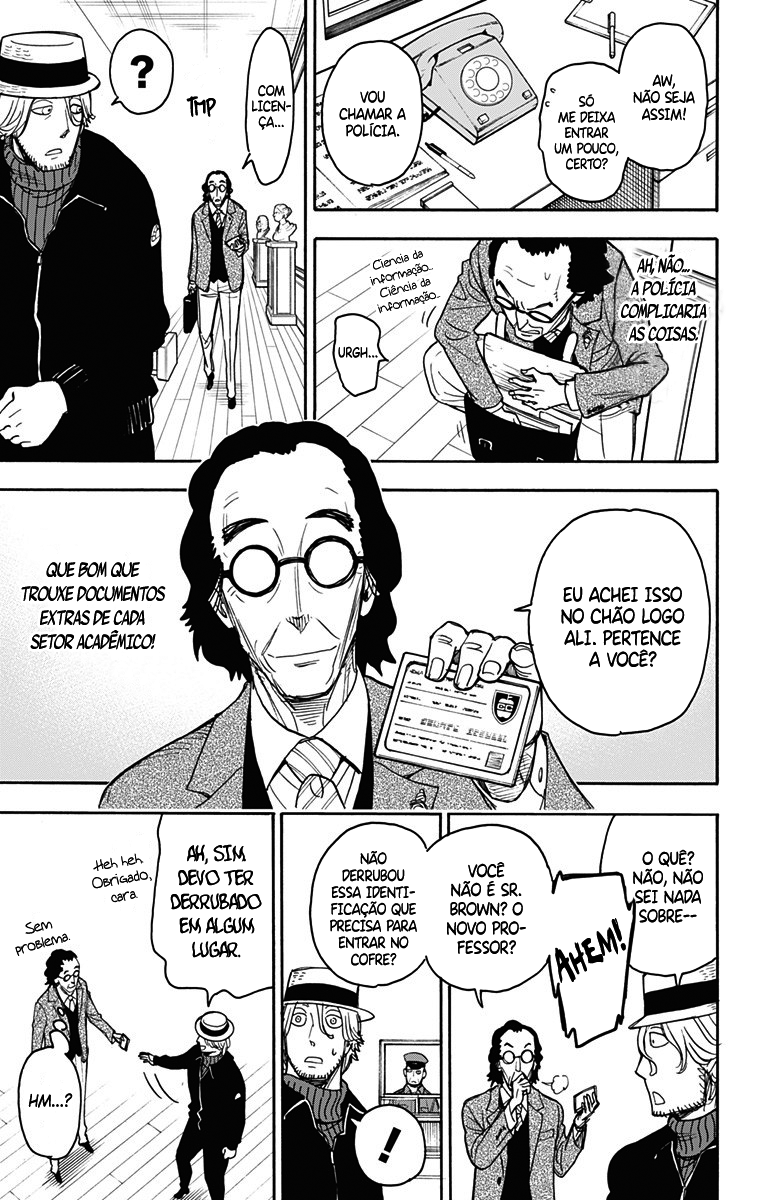 AW,
NÃO SEJA
ASSIM!
SÓ
ME DEIXA
ENTRAR
UM POUCO,
CERTO?
VOU
CHAMAR A
POLÍCIA.
AH, NÃO...
A POLÍCIA
COMPLICARIA
AS COISAS.
Ciencia da
informação...
Ciência da
informação...
URGH...
COM
LICEN-
ÇA...
TMP
?
EU ACHEI ISSO
NO CHÃO LOGO
ALI. PERTENCE
A VOCÊ?
QUE BOM QUE
TROUXE DOCUMENTOS
EXTRAS DE CADA
SETOR ACADÊMICO!
O QUÊ?
NÃO, NÃO
SEI NADA
SOBRE--
AHEM!
VOCÊ
NÃO É SR.
BROWN? O
NOVO PRO-
FESSOR?
NÃO
DERRUBOU
ESSA IDENTI-
FICAÇÃO QUE
PRECISA PARA
ENTRAR NO
COFRE?
!
AH, SIM
DEVO TER
DERRUBADO
EM ALGUM
LUGAR.
Heh heh
Obrigado,
cara.
Sem
problema.
HM...?